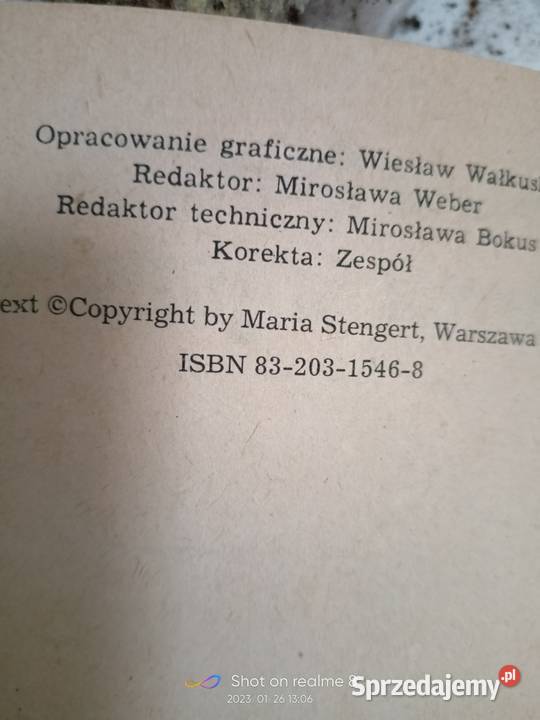 Opracowanie graficzne: Wiesław
Redaktor: Mirosława Weber
Redaktor techniczny: Mirosława Bokus
Korekta: Zespół
ext ©Copyright by Maria Stengert, Warszawa
ISBN 83-203-1546-8
Shot on realme 8
2023/01/26 13:06
Sprzedajemy.pl